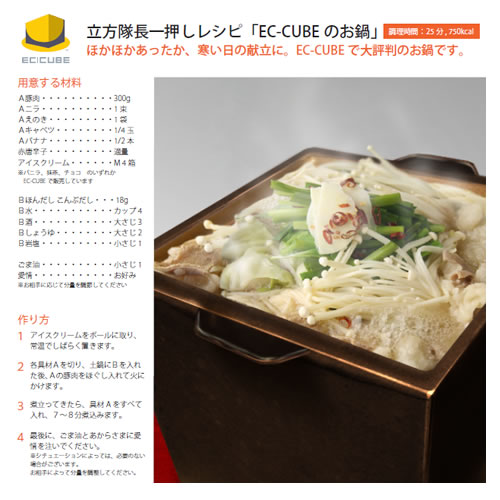 EC CUBE
立方隊長一押しレシピ「EC-CUBE のお鍋」
調理時間：25分，750kcal
ほかほかあったか、寒い日の献立に。EC-CUBE で大評判のお鍋です。
用意する材料
A豚肉・・・・・・・・・・・300g
Aニラ・・・・・・・・・・・1束
Aえのき・・・・・・・・・・1袋
Aキャベツ・・・・・・・・・1/4玉
Aバナナ・・・・・・・・・・1/2本
赤唐辛子・・・・・・・・・・適量
アイスクリーム・・・・・・M4箱
※バニラ、抹茶、チョコ のいずれか
EC-CUBEで販売しています
Bほんだし こんぶだし・・・18g
B水・・・・・・・・・・カップ4
B酒・・・・・・・・・・大さじ3
Bしょうゆ・・・・・・・大さじ2
B岩塩・・・・・・・・・小さじ1
ごま油・・・・・・・・・小さじ1
愛情・・・・・・・・・・お好み
※お相手に応じて分量を調節してください
作り方
1 アイスクリームをボールに取り、
常温でしばらく置きます。
2 各具材Aを切り、土鍋にBを入れ
た後、Aの豚肉をほぐし入れて火に
かけます。
3 煮立ってきたら、具材Aをすべて
入れ、7〜8分煮込みます。
4 最後に、ごま油とあからさまに愛
情を注いでください。
※シチュエーションによっては、必要のない
場合がございます。
お相手によって分量を調整してください。